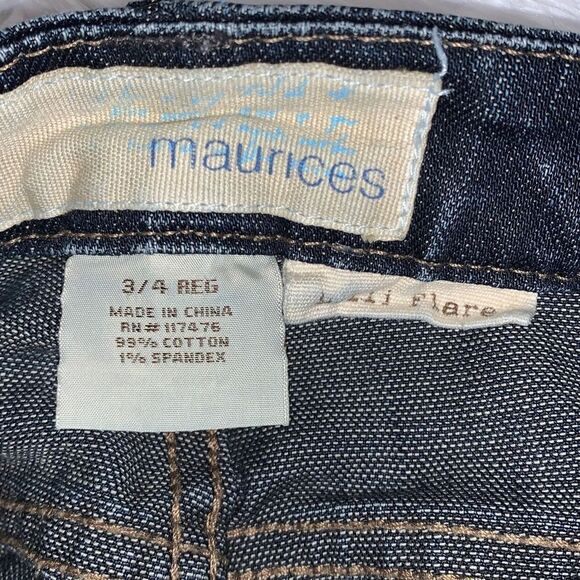 maurices
3/4 REG
MADE IN CHINA
RN# 117476
99% COTTON
1% SPANDEX
Flare